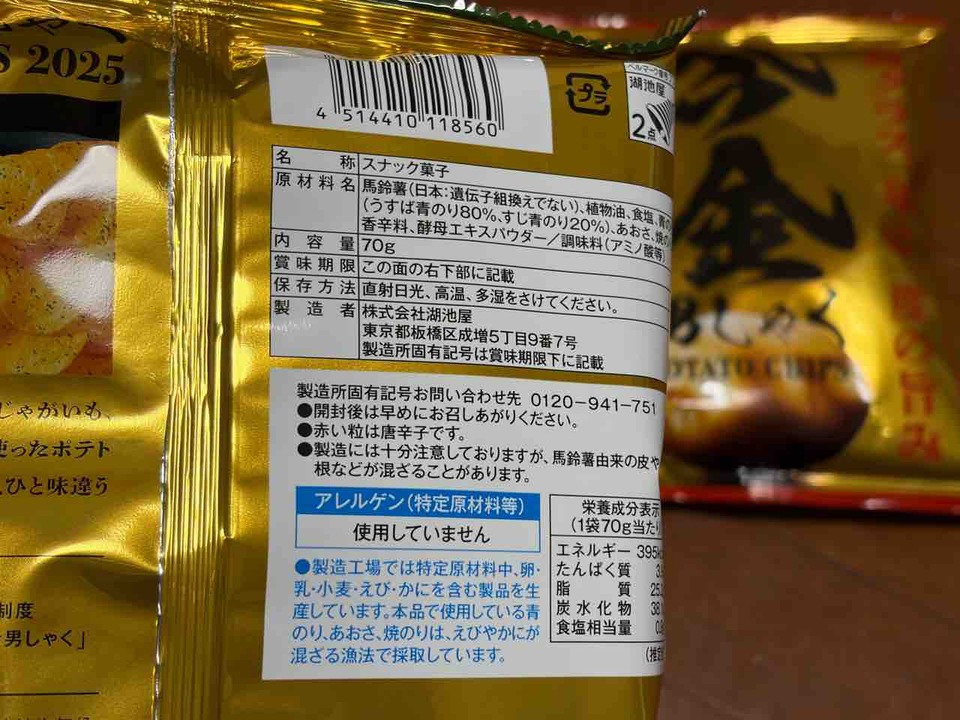 S 2025
じゃがいも、
使ったポテト
ひと味違う
制度
男しゃく」
4 514410 118560
プラ
ベルマーク
湖池屋
2点
名称 スナック菓子
原材料名 馬鈴薯(日本:遺伝子組換えでない)、植物油、食塩、青の
(うすば青のり80%、すじ青のり20%)、あおさ、焼の
香辛料、酵母エキスパウダー/調味料(アミノ酸等)
内容量 70g
賞味期限 この面の右下部に記載
保存方法 直射日光、高温、多湿をさけてください。
製造者 株式会社湖池屋
東京都板橋区成増5丁目9番7号
製造所固有記号は賞味期限下に記載
製造所固有記号お問い合わせ先 0120-941-751
●開封後は早めにお召しあがりください。
●赤い粒は唐辛子です。
●製造には十分注意しておりますが、馬鈴薯由来の皮や
根などが混ざることがあります。
アレルゲン(特定原材料等)
使用していません
●製造工場では特定原材料中、卵・
乳・小麦・えび・かにを含む製品を生
産しています。本品で使用している青
のり、あおさ、焼のりは、えびやかにが
混ざる漁法で採取しています。
栄養成分表示
(1袋70g当たり
エネルギー 395k
たんぱく質 3.
脂質 25.
炭水化物 38.
食塩相当量 0.
(推定
金
男しゃく
POTATO CHIPS
の旨み